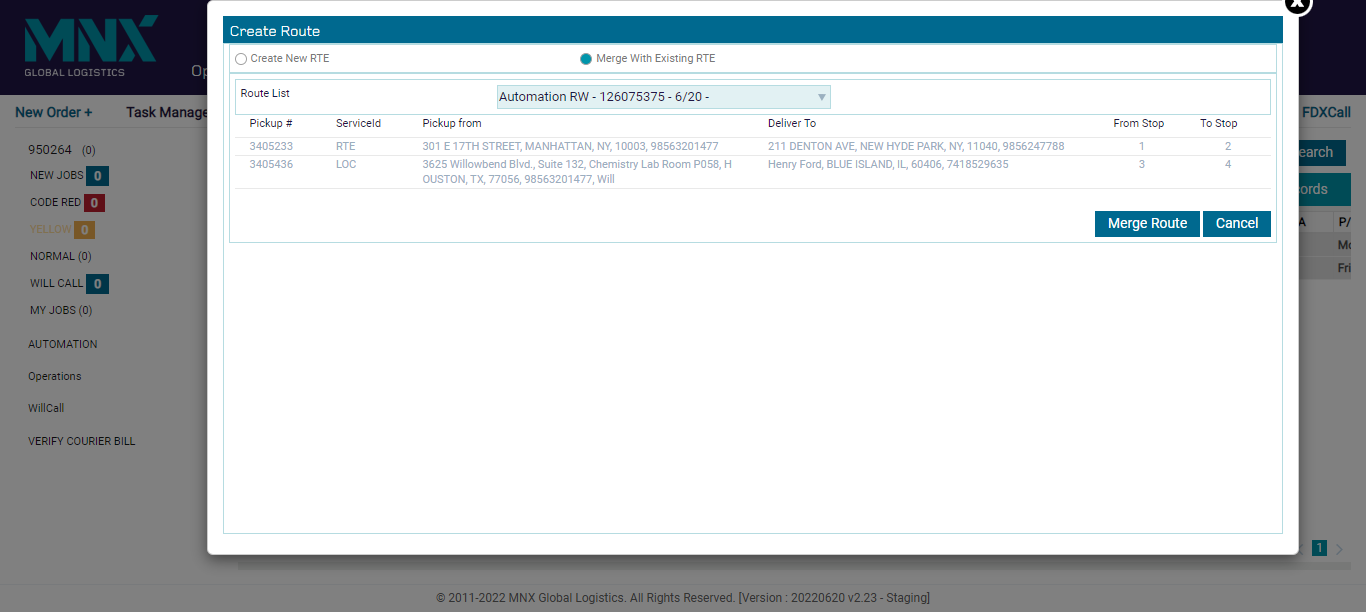 X
Create Route
Create New RTE
Merge With Existing RTE
MNX
GLOBAL LOGISTICS
Op
New Order +
Task Manage
FDXCall
Route List
Automation RW - 126075375 - 6/20 -
Pickup #
ServiceId
Pickup from
Deliver To
From Stop
To Stop
3405233
RTE
301 E 17TH STREET, MANHATTAN, NY, 10003, 98563201477
211 DENTON AVE, NEW HYDE PARK, NY, 11040, 9856247788
1
2
3405436
LOC
3625 Willowbend Blvd., Suite 132, Chemistry Lab Room P058, H
OUSTON, TX, 77056, 98563201477, Will
Henry Ford, BLUE ISLAND, IL, 60406, 7418529635
3
4
Merge Route
Cancel
950264 (0)
NEW JOBS 0
CODE RED 0
YELLOW 0
NORMAL (0)
WILL CALL 0
MY JOBS (0)
AUTOMATION
Operations
WillCall
VERIFY COURIER BILL
earch
cords
A
P/
Mo
Fri
1
© 2011-2022 MNX Global Logistics. All Rights Reserved. [Version : 20220620 v2.23 - Staging]